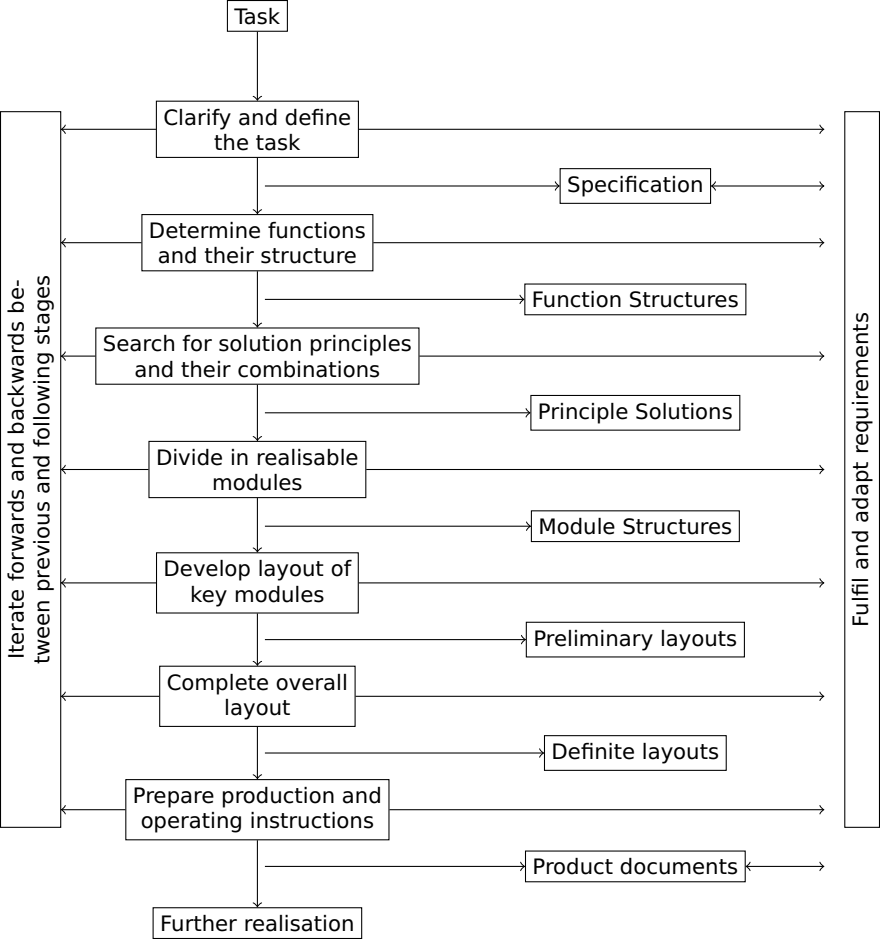 Task
Clarify and define
the task
Specification
Determine functions
and their structure
Function Structures
Search for solution principles
and their combinations
Principle Solutions
Divide in realisable
modules
Module Structures
Develop layout of
key modules
Preliminary layouts
Complete overall
layout
Definite layouts
Prepare production and
operating instructions
Product documents
Further realisation
Iterate forwards and backwards be-
tween previous and following stages
Fulfil and adapt requirements